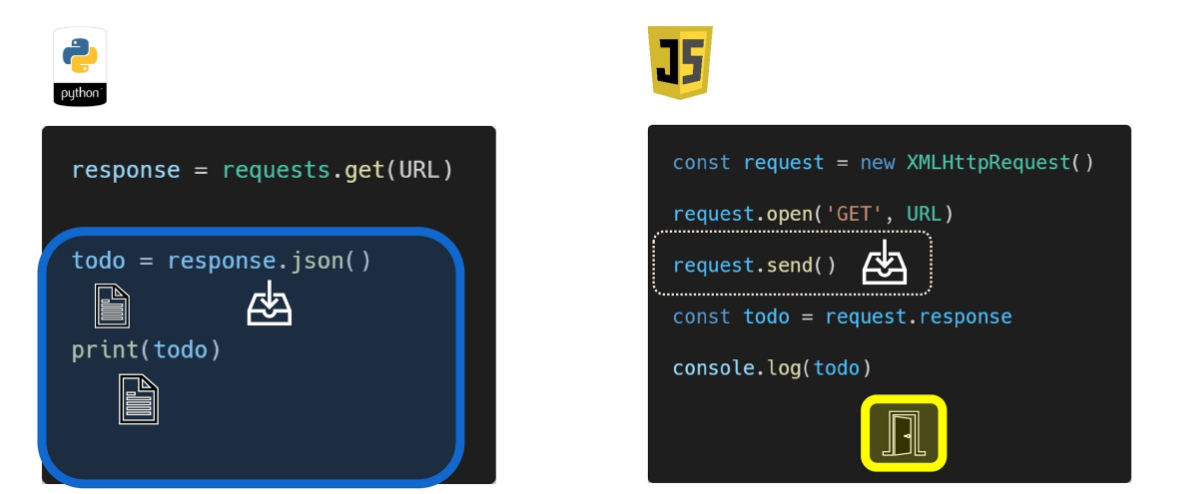 python
response = requests.get(URL)
todo = response.json()
print(todo)
JS
const request = new XMLHttpRequest()
request.open('GET', URL)
request.send()
const todo = request.response
console.log(todo)